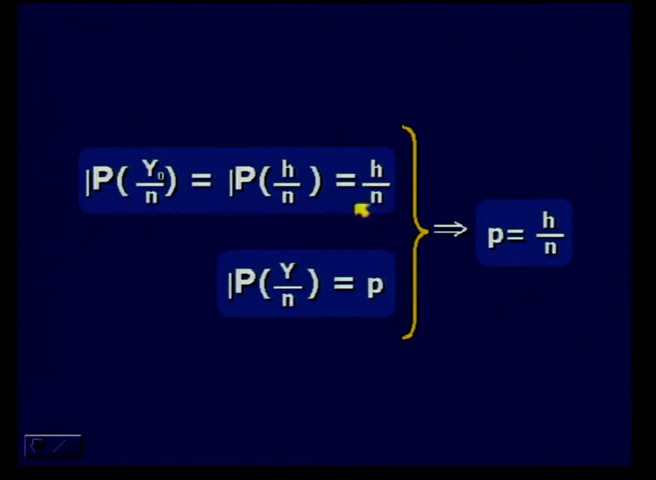 |P( Y₀/n ) = |P( h/n ) = h/n
|P( Y/n ) = p
⇒ p= h/n